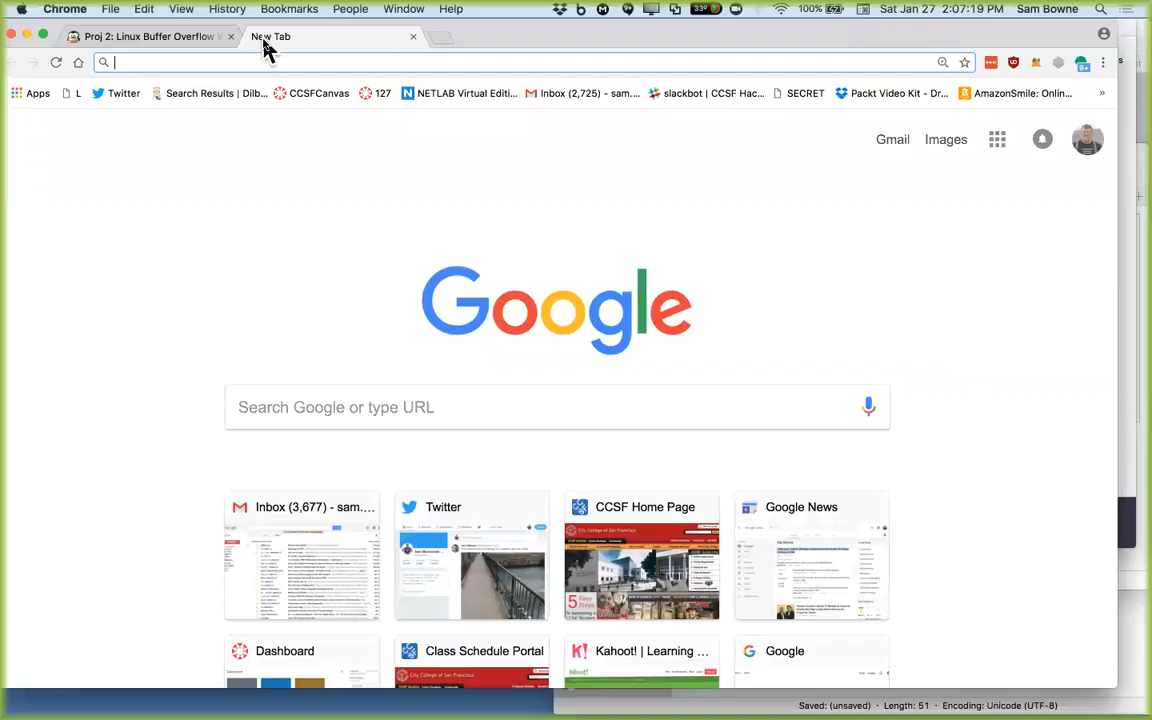 Chrome File Edit View History Bookmarks People Window Help 33° 100% Sat Jan 27 2:07:19 PM Sam Bowne
Proj 2: Linux Buffer Overflow New Tab
Apps L Twitter Search Results | Dilb... CCSFCanvas 127 NETLAB Virtual Editi... Inbox (2,725) - sam.... slackbot | CCSF Hac... SECRET Packt Video Kit - Dr... AmazonSmile: Onlin... »
Gmail Images
Google
Search Google or type URL
Inbox (3,677) - sam.... Twitter CCSF Home Page Google News
Dashboard Class Schedule Portal Kahoot! | Learning ... Google
Saved: (unsaved) · Length: 51 · Encoding: Unicode (UTF-8)